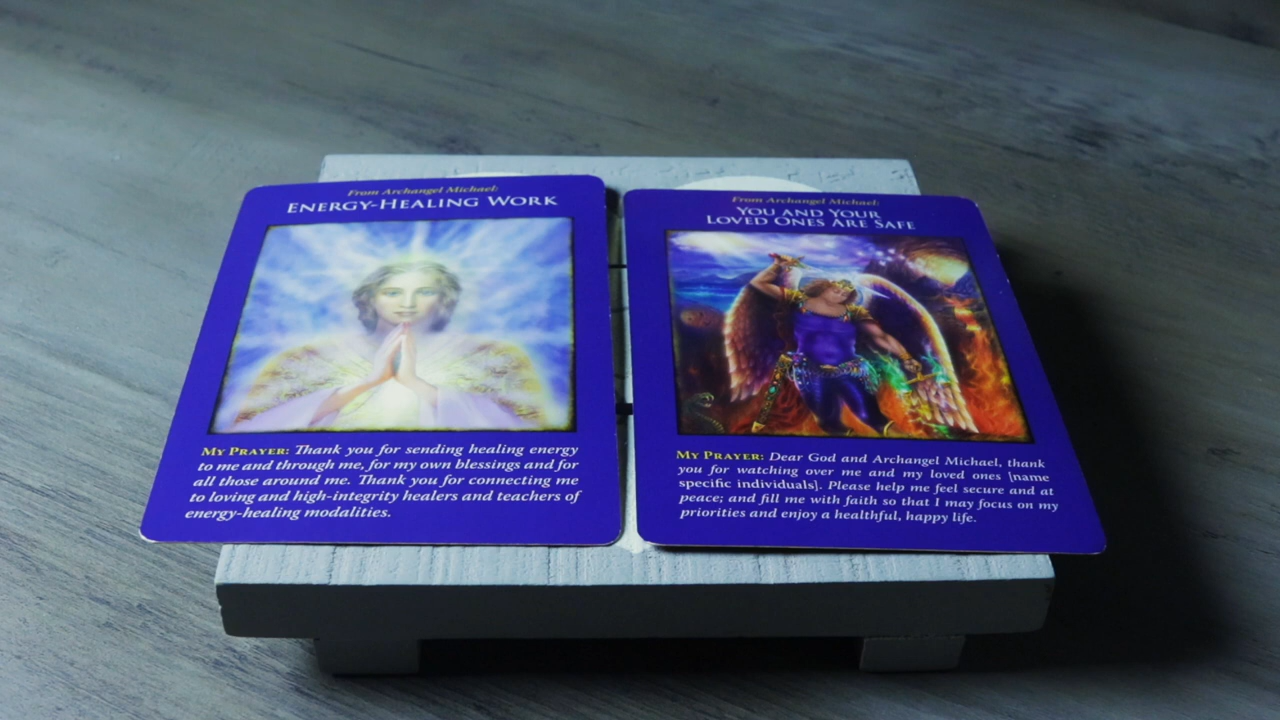 From Archangel Michael:
ENERGY-HEALING WORK
MY PRAYER: Thank you for sending healing energy
to me and through me, for my own blessings and for
all those around me. Thank you for connecting me
to loving and high-integrity healers and teachers of
energy-healing modalities.
From Archangel Michael:
YOU AND YOUR
LOVED ONES ARE SAFE
MY PRAYER: Dear God and Archangel Michael, thank
you for watching over me and my loved ones [name
specific individuals]. Please help me feel secure and at
peace; and fill me with faith so that I may focus on my
priorities and enjoy a healthful, happy life.